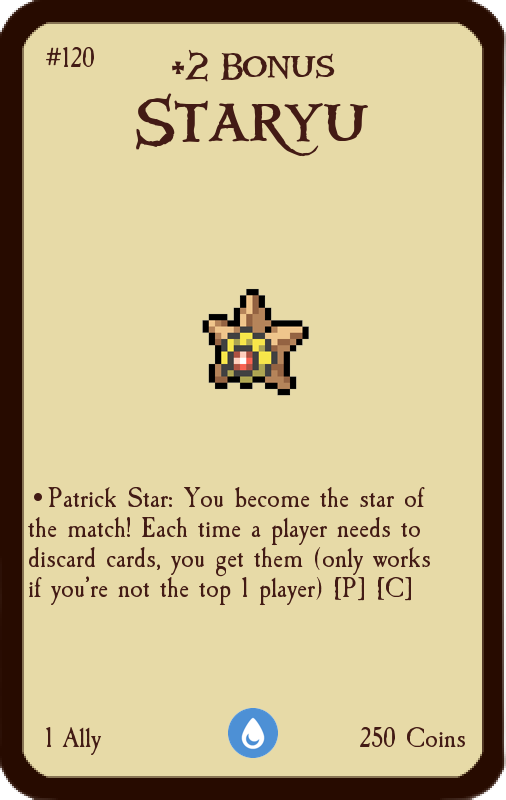 #120
+2 Bonus
Staryu
•Patrick Star: You become the star of
the match! Each time a player needs to
discard cards, you get them (only works
if you're not the top 1 player) [P] [C]
1 Ally
250 Coins